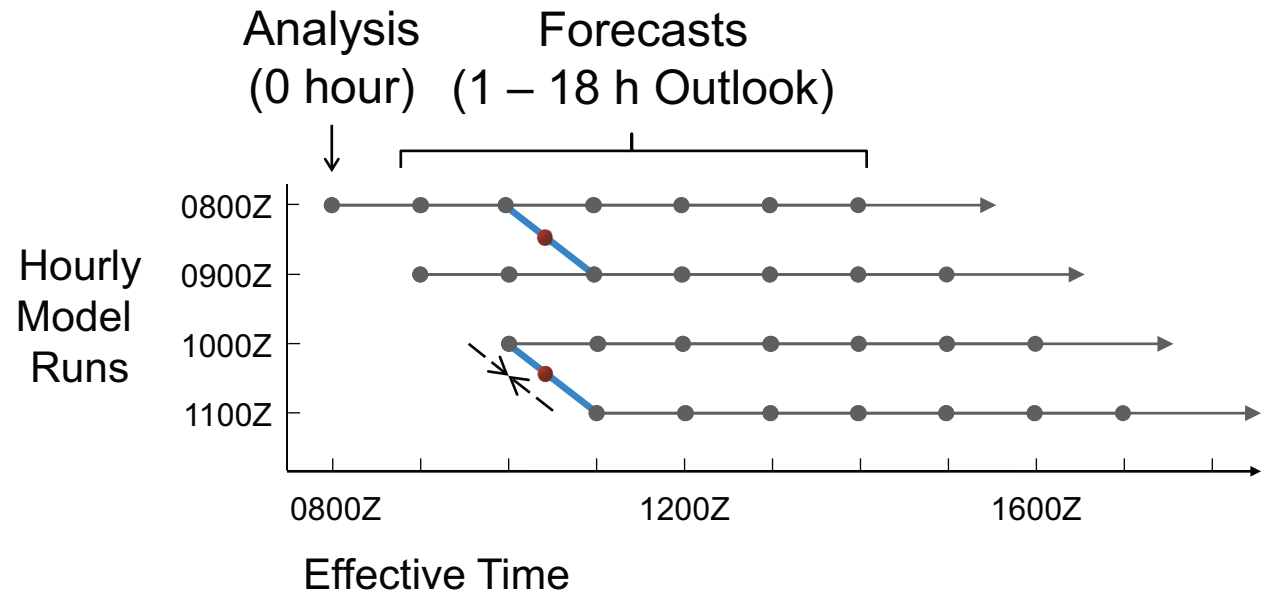 Analysis
(0 hour)
Forecasts
(1 – 18 h Outlook)
Hourly
Model
Runs
0800Z
0900Z
1000Z
1100Z
0800Z
1200Z
1600Z
Effective Time